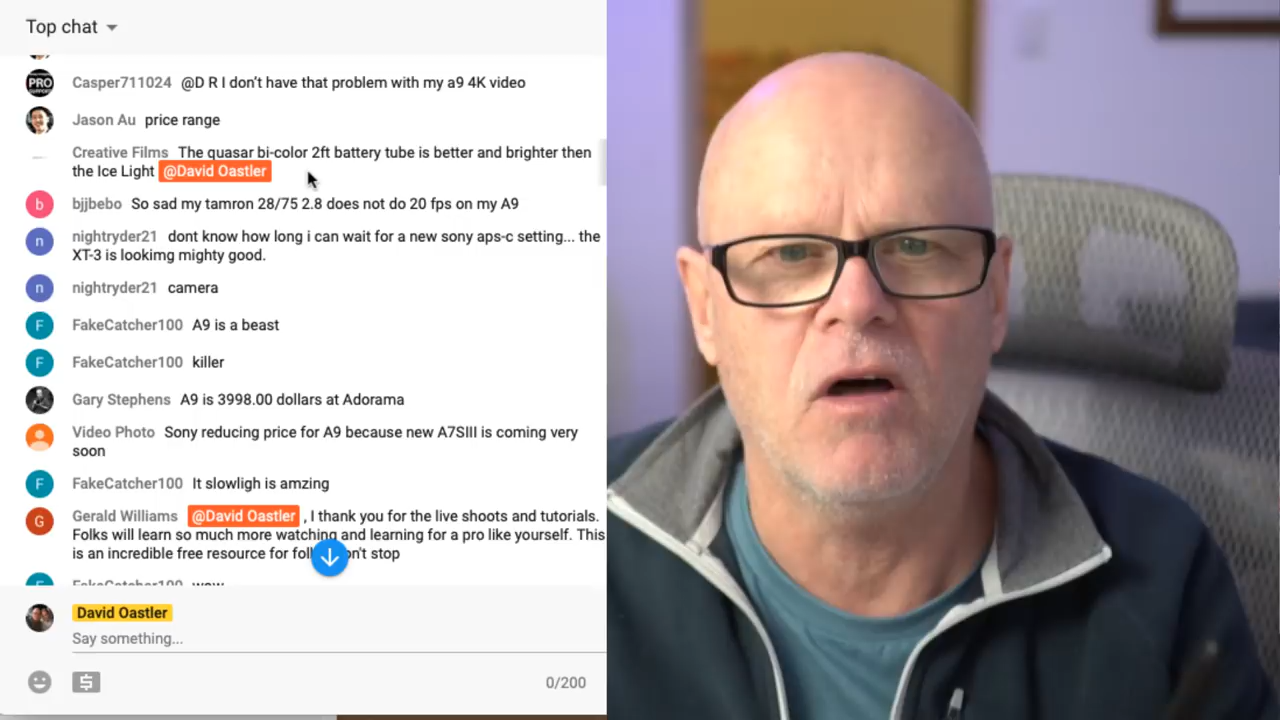 Top chat
PRO
Casper711024 @D R I don't have that problem with my a9 4K video
Jason Au price range
Creative Films The quasar bi-color 2ft battery tube is better and brighter then
the Ice Light @David Oastler
b
bjjbebo So sad my tamron 28/75 2.8 does not do 20 fps on my A9
n
nightryder21 dont know how long i can wait for a new sony aps-c setting... the
XT-3 is lookimg mighty good.
n
nightryder21 camera
F
FakeCatcher100 A9 is a beast
F
FakeCatcher100 killer
Gary Stephens A9 is 3998.00 dollars at Adorama
Video Photo Sony reducing price for A9 because new A7SIII is coming very
soon
F
FakeCatcher100 It slowligh is amzing
G
Gerald Williams @David Oastler , I thank you for the live shoots and tutorials.
Folks will learn so much more watching and learning for a pro like yourself. This
is an incredible free resource for fol on't stop
FakeCatcher100 wow
David Oastler
Say something...
$
0/200